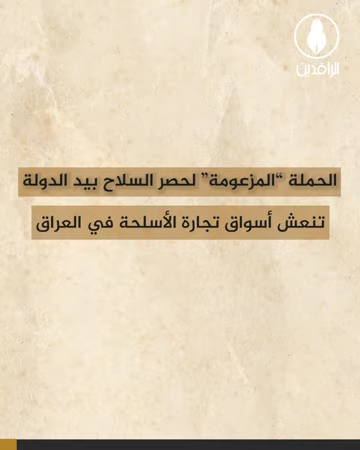 الرافدين
الحملة “المزعومة” لحصر السلاح بيد الدولة
تنعش أسواق تجارة الأسلحة في العراق